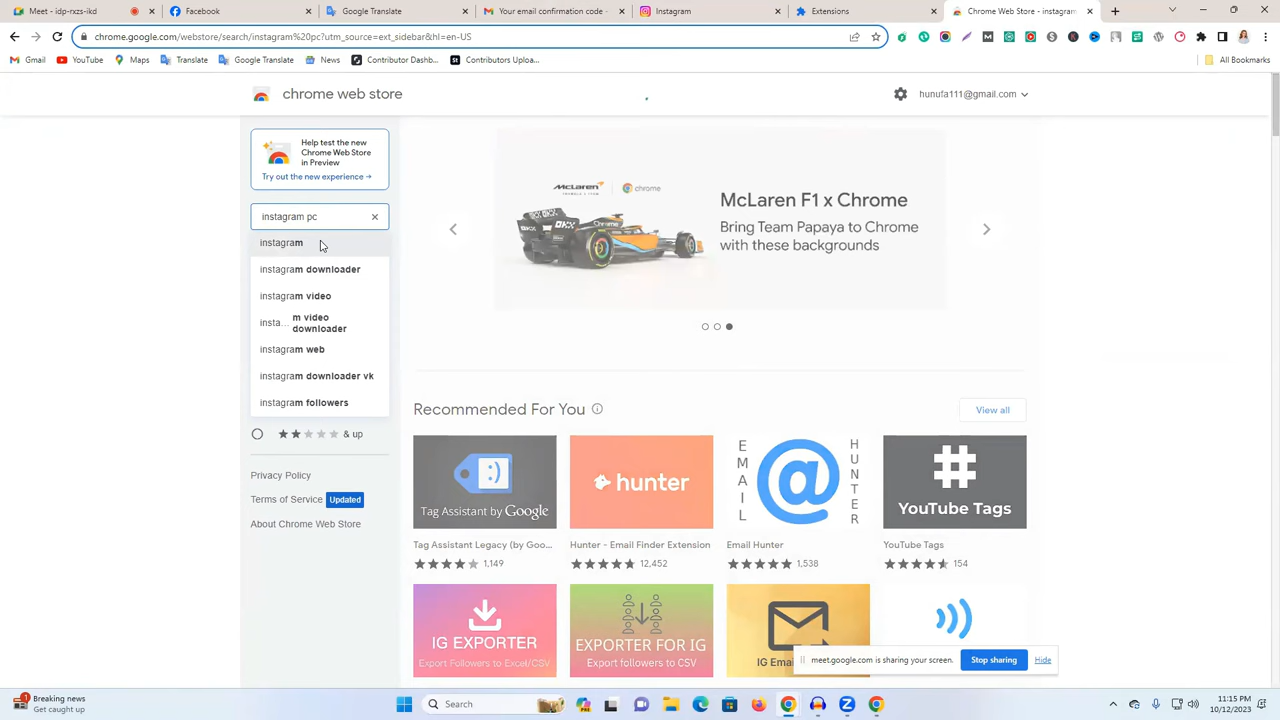 Meet - idp-rxzs-ixd
Facebook
Google Translate
Your email confirmation code -
Instagram
Extensions
Chrome Web Store - instagram
chrome.google.com/webstore/search/instagram%20pc?utm_source=ext_sidebar&hl=en-US
Gmail
YouTube
Maps
Translate
Google Translate
News
Contributor Dashb...
Contributors Uploa...
All Bookmarks
chrome web store
hunufa111@gmail.com
Help test the new
Chrome Web Store
in Preview
Try out the new experience →
instagram pc
instagram
instagram downloader
instagram video
insta... m video
downloader
instagram web
instagram downloader vk
instagram followers
& up
Privacy Policy
Terms of Service Updated
About Chrome Web Store
McLaren chrome
McLaren F1 x Chrome
Bring Team Papaya to Chrome
with these backgrounds
Recommended For You
View all
Tag Assistant by Google
hunter
EMAIL @ HUNTER
YouTube Tags
Tag Assistant Legacy (by Goo...
Hunter - Email Finder Extension
Email Hunter
YouTube Tags
1,149
12,452
1,538
154
IG EXPORTER
Export Followers to Excel/CSV
EXPORTER FOR IG
Export followers to CSV
IG Email
meet.google.com is sharing your screen.
Stop sharing
Hide
Breaking news
Get caught up
Search
11:15 PM
10/12/2023